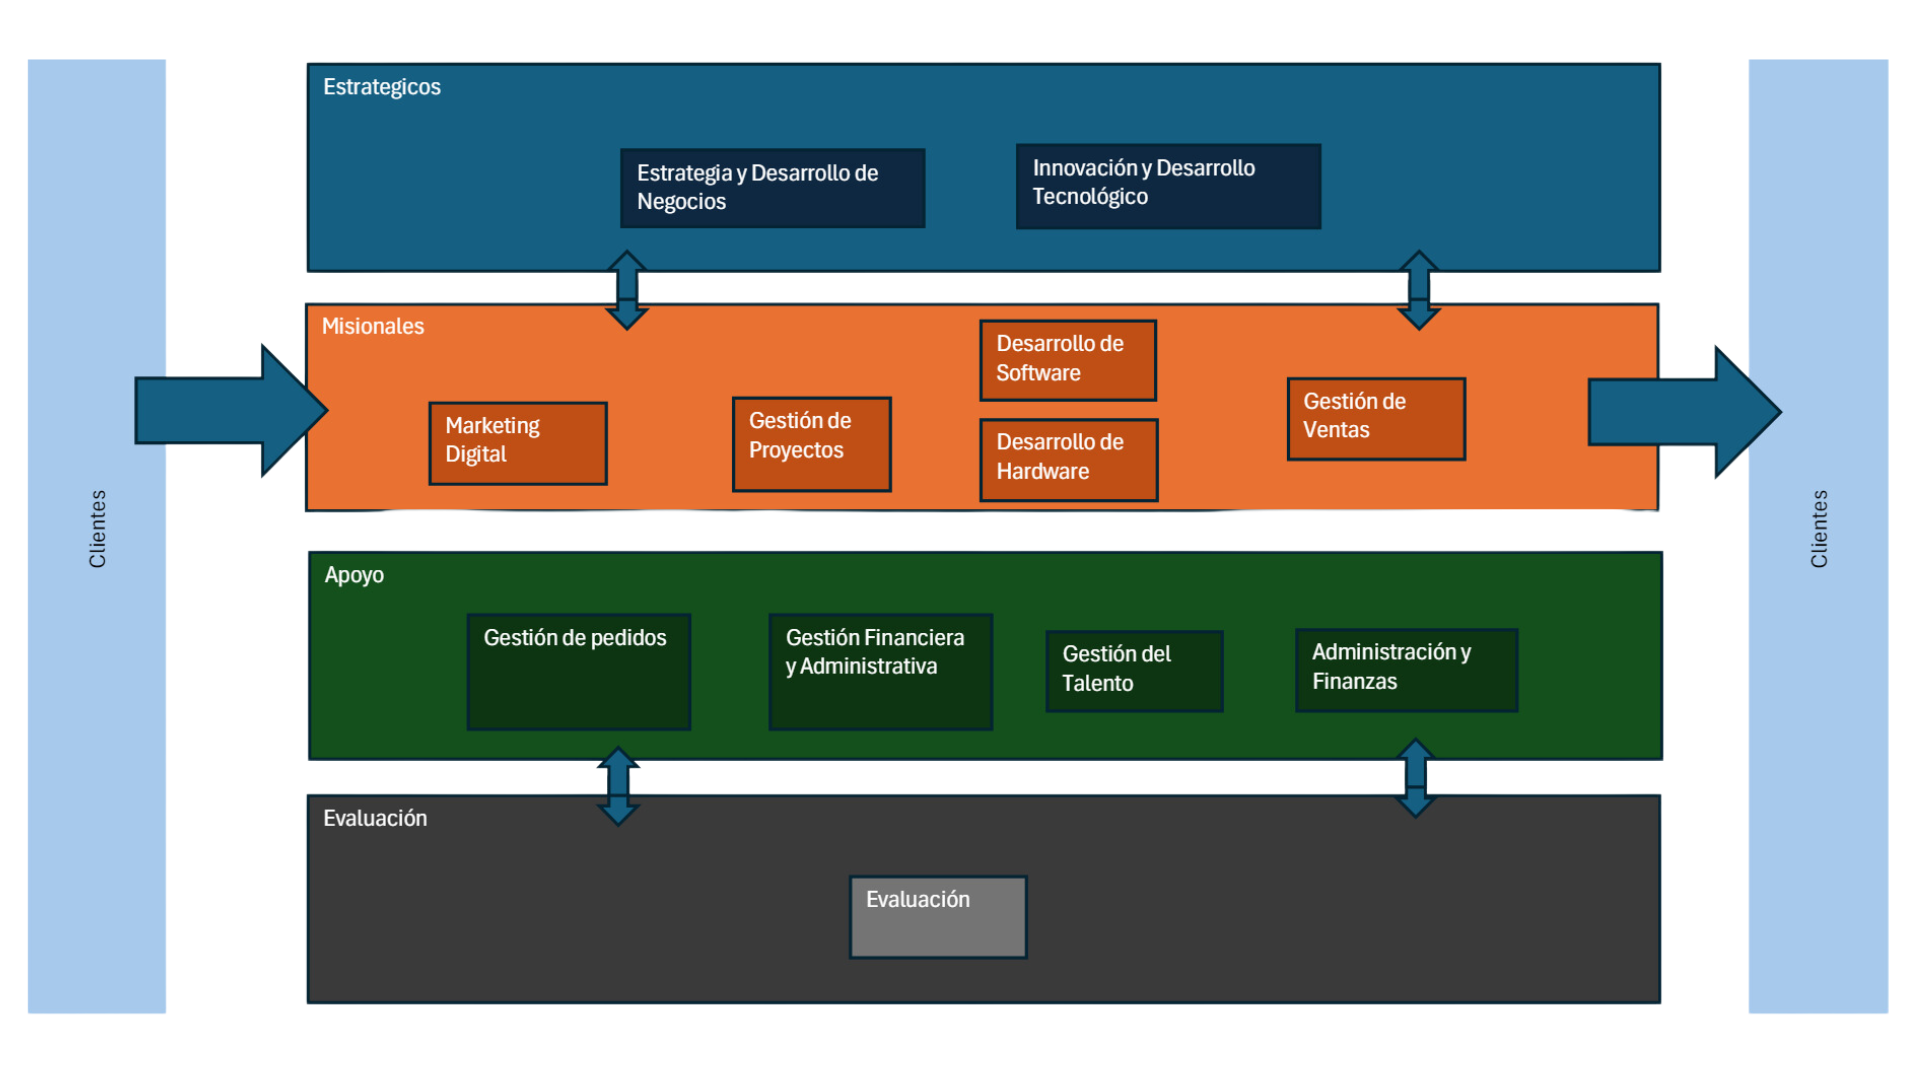 Clientes
Estrategicos
Estrategia y Desarrollo de
Negocios
Innovación y Desarrollo
Tecnológico
Misionales
Marketing
Digital
Gestión de
Proyectos
Desarrollo de
Software
Desarrollo de
Hardware
Gestión de
Ventas
Apoyo
Gestión de pedidos
Gestión Financiera
y Administrativa
Gestión del
Talento
Administración y
Finanzas
Evaluación
Evaluación
Clientes